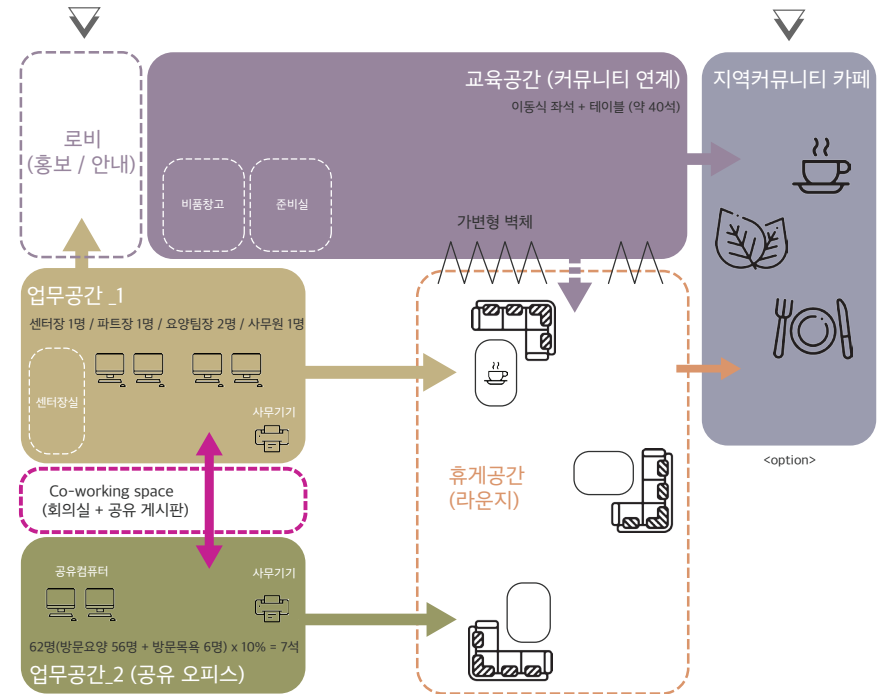 교육공간 (커뮤니티 연계)
이동식 좌석 + 테이블 (약 40석)
지역커뮤니티 카페
로비
(홍보 / 안내)
비품창고
준비실
가변형 벽체
업무공간 _1
센터장 1명 / 파트장 1명 / 요양팀장 2명 / 사무원 1명
센터장실
사무기기
<option>
휴게공간
(라운지)
Co-working space
(회의실 + 공유 게시판)
공유컴퓨터
사무기기
62명(방문요양 56명 + 방문목욕 6명) x 10% = 7석
업무공간_2 (공유 오피스)